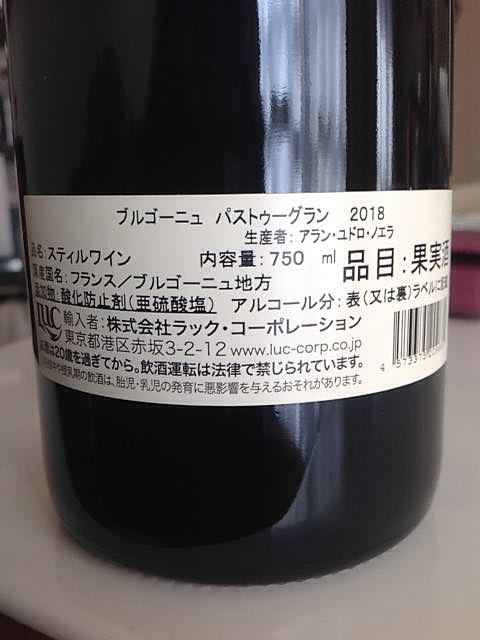 ブルゴーニュ パストゥーグラン 2018
生産者：アラン・ユドロ・ノエラ
品名：スティルワイン 内容量：750 ml 品目：果実酒
原産国名：フランス／ブルゴーニュ地方
添加物：酸化防止剤（亜硫酸塩） アルコール分：表（又は裏）ラベルに
LUC 輸入者：株式会社ラック・コーポレーション
東京都港区赤坂3-2-12 www.luc-corp.co.jp
飲酒は20歳を過ぎてから。飲酒運転は法律で禁じられています。
妊娠中や授乳期の飲酒は、胎児・乳児の発育に悪影響を与えるおそれがあります。